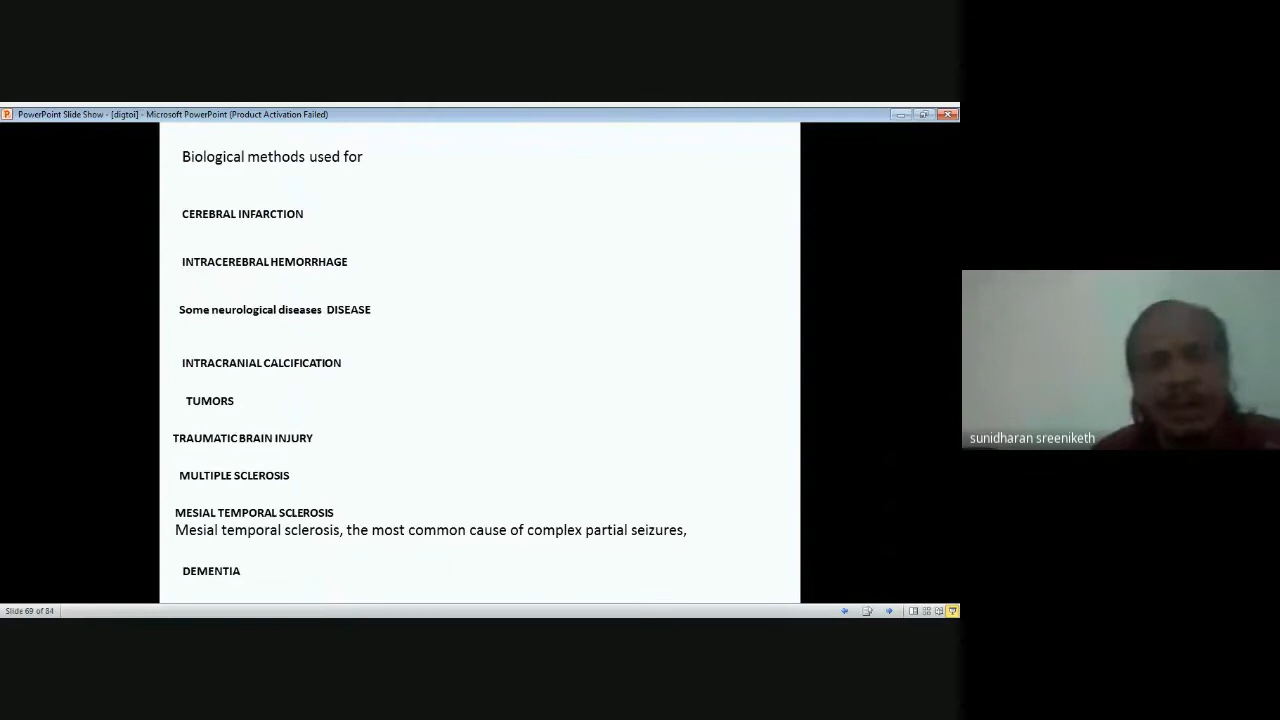 PowerPoint Slide Show - [digtoi] - Microsoft PowerPoint (Product Activation Failed)
Biological methods used for
CEREBRAL INFARCTION
INTRACEREBRAL HEMORRHAGE
Some neurological diseases DISEASE
INTRACRANIAL CALCIFICATION
TUMORS
TRAUMATIC BRAIN INJURY
MULTIPLE SCLEROSIS
MESIAL TEMPORAL SCLEROSIS
Mesial temporal sclerosis, the most common cause of complex partial seizures,
DEMENTIA
Slide 69 of 84
sunidharan sreeniketh